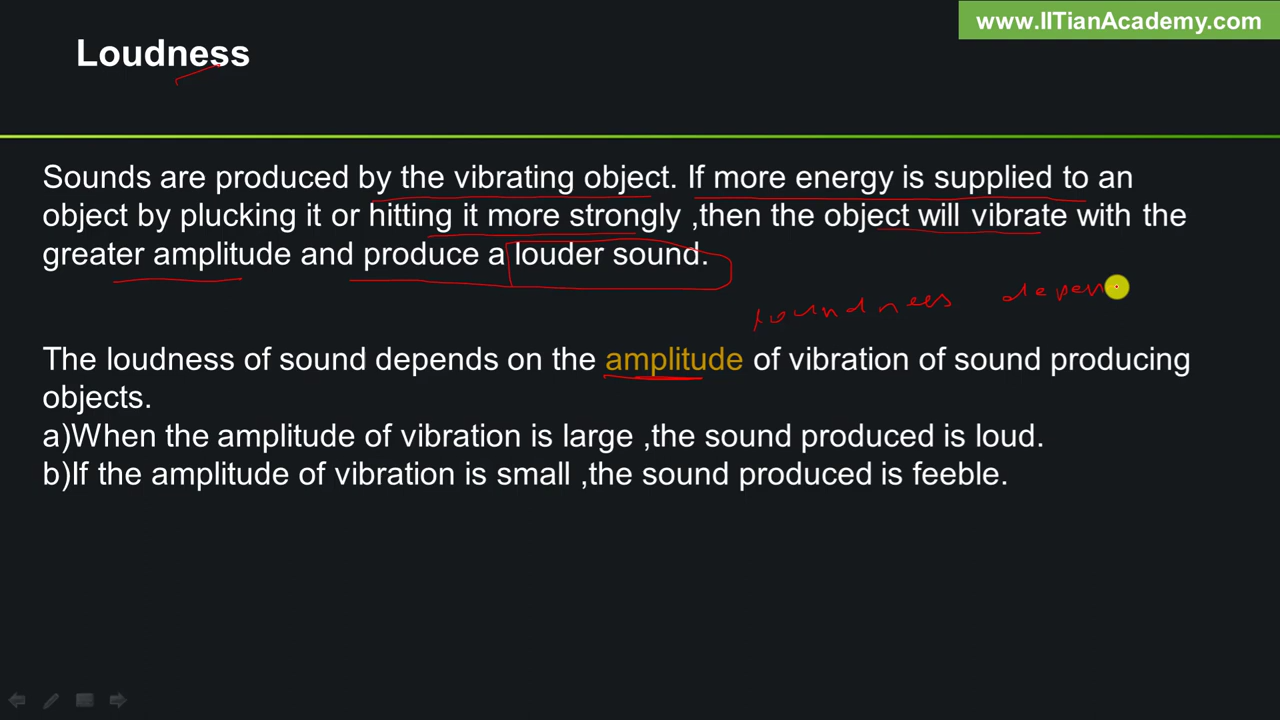 www.IITianAcademy.com
Loudness
Sounds are produced by the vibrating object. If more energy is supplied to an
object by plucking it or hitting it more strongly ,then the object will vibrate with the
greater amplitude and produce a louder sound.
Loundness depen
The loudness of sound depends on the amplitude of vibration of sound producing
objects.
a)When the amplitude of vibration is large ,the sound produced is loud.
b)If the amplitude of vibration is small ,the sound produced is feeble.